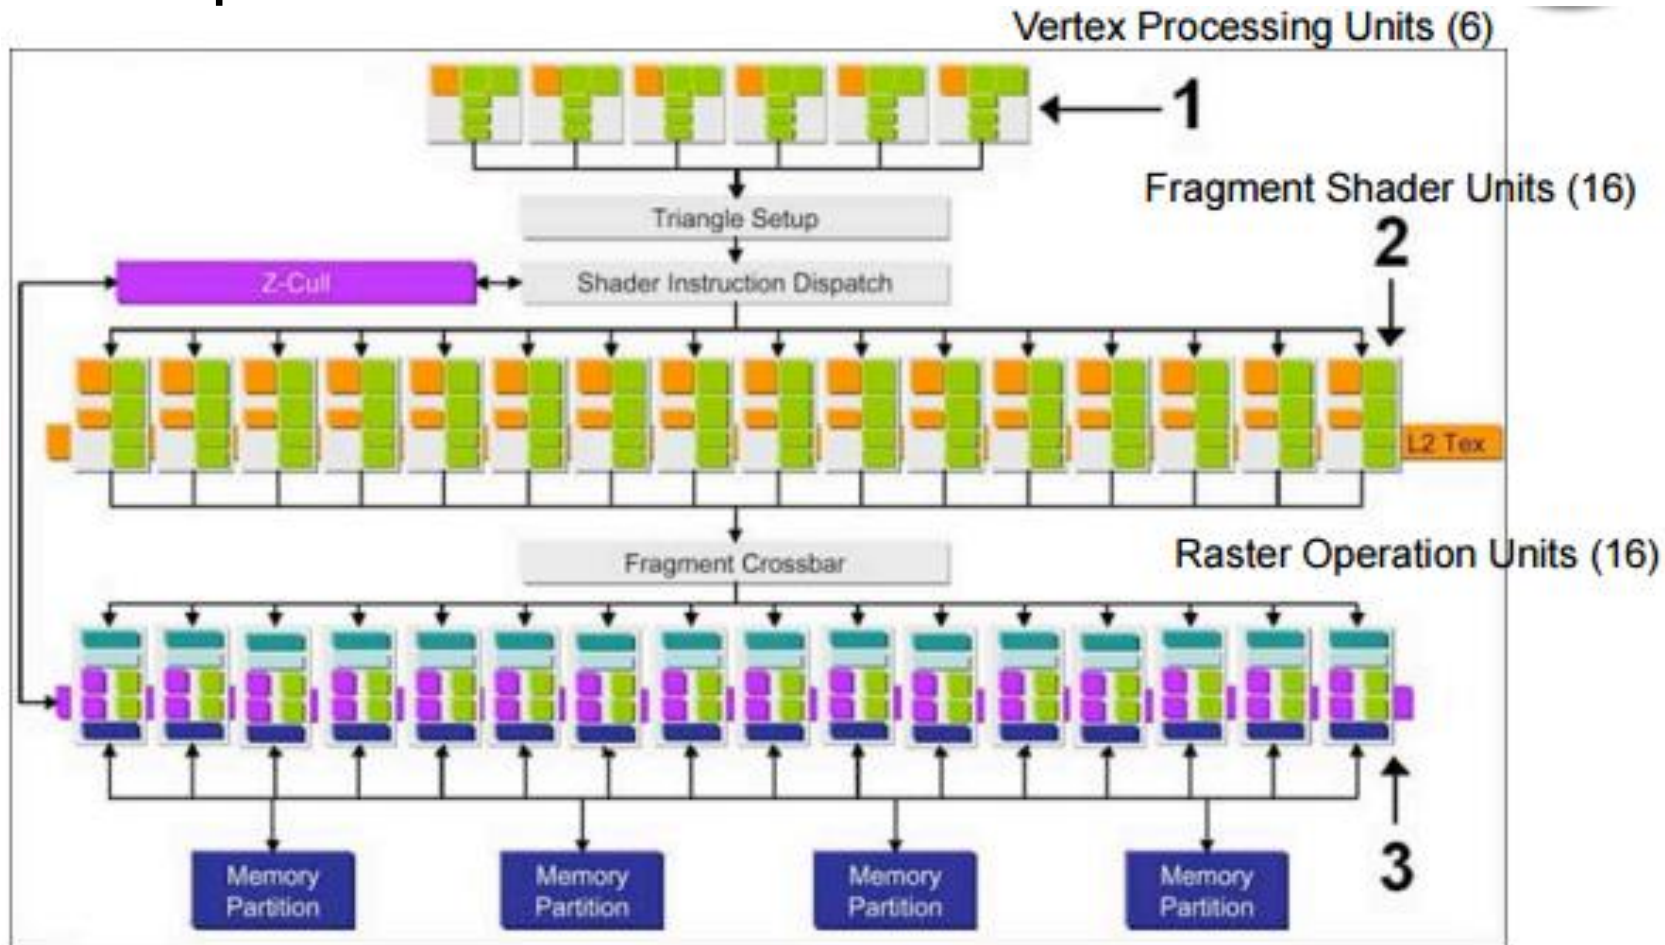 Vertex Processing Units (6)
1
Fragment Shader Units (16)
2
Triangle Setup
Z-Cull
Shader Instruction Dispatch
L2 Tex
Fragment Crossbar
Raster Operation Units (16)
3
Memory
Partition
Memory
Partition
Memory
Partition
Memory
Partition